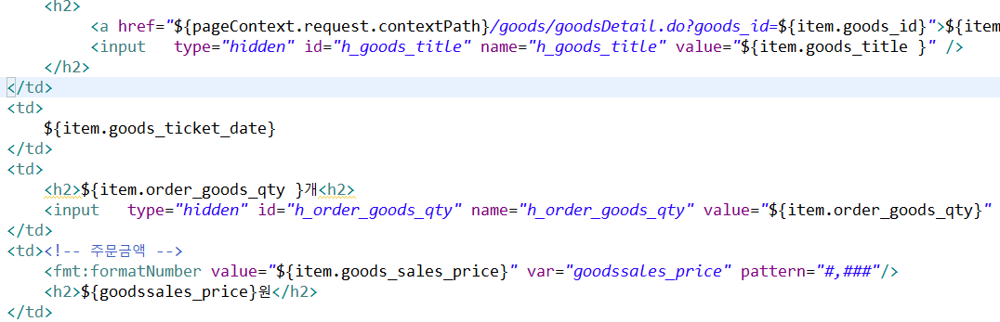 <h2>
<a href="${pageContext.request.contextPath}/goods/goodsDetail.do?goods_id=${item.goods_id}">${item
<input   type="hidden" id="h_goods_title" name="h_goods_title" value="${item.goods_title }" />
</h2>
</td>
<td>
${item.goods_ticket_date}
</td>
<td>
<h2>${item.order_goods_qty }개<h2>
<input   type="hidden" id="h_order_goods_qty" name="h_order_goods_qty" value="${item.order_goods_qty}"
</td>
<td><!-- 주문금액 -->
<fmt:formatNumber value="${item.goods_sales_price}" var="goodssales_price" pattern="#,###"/>
<h2>${goodssales_price}원</h2>
</td>